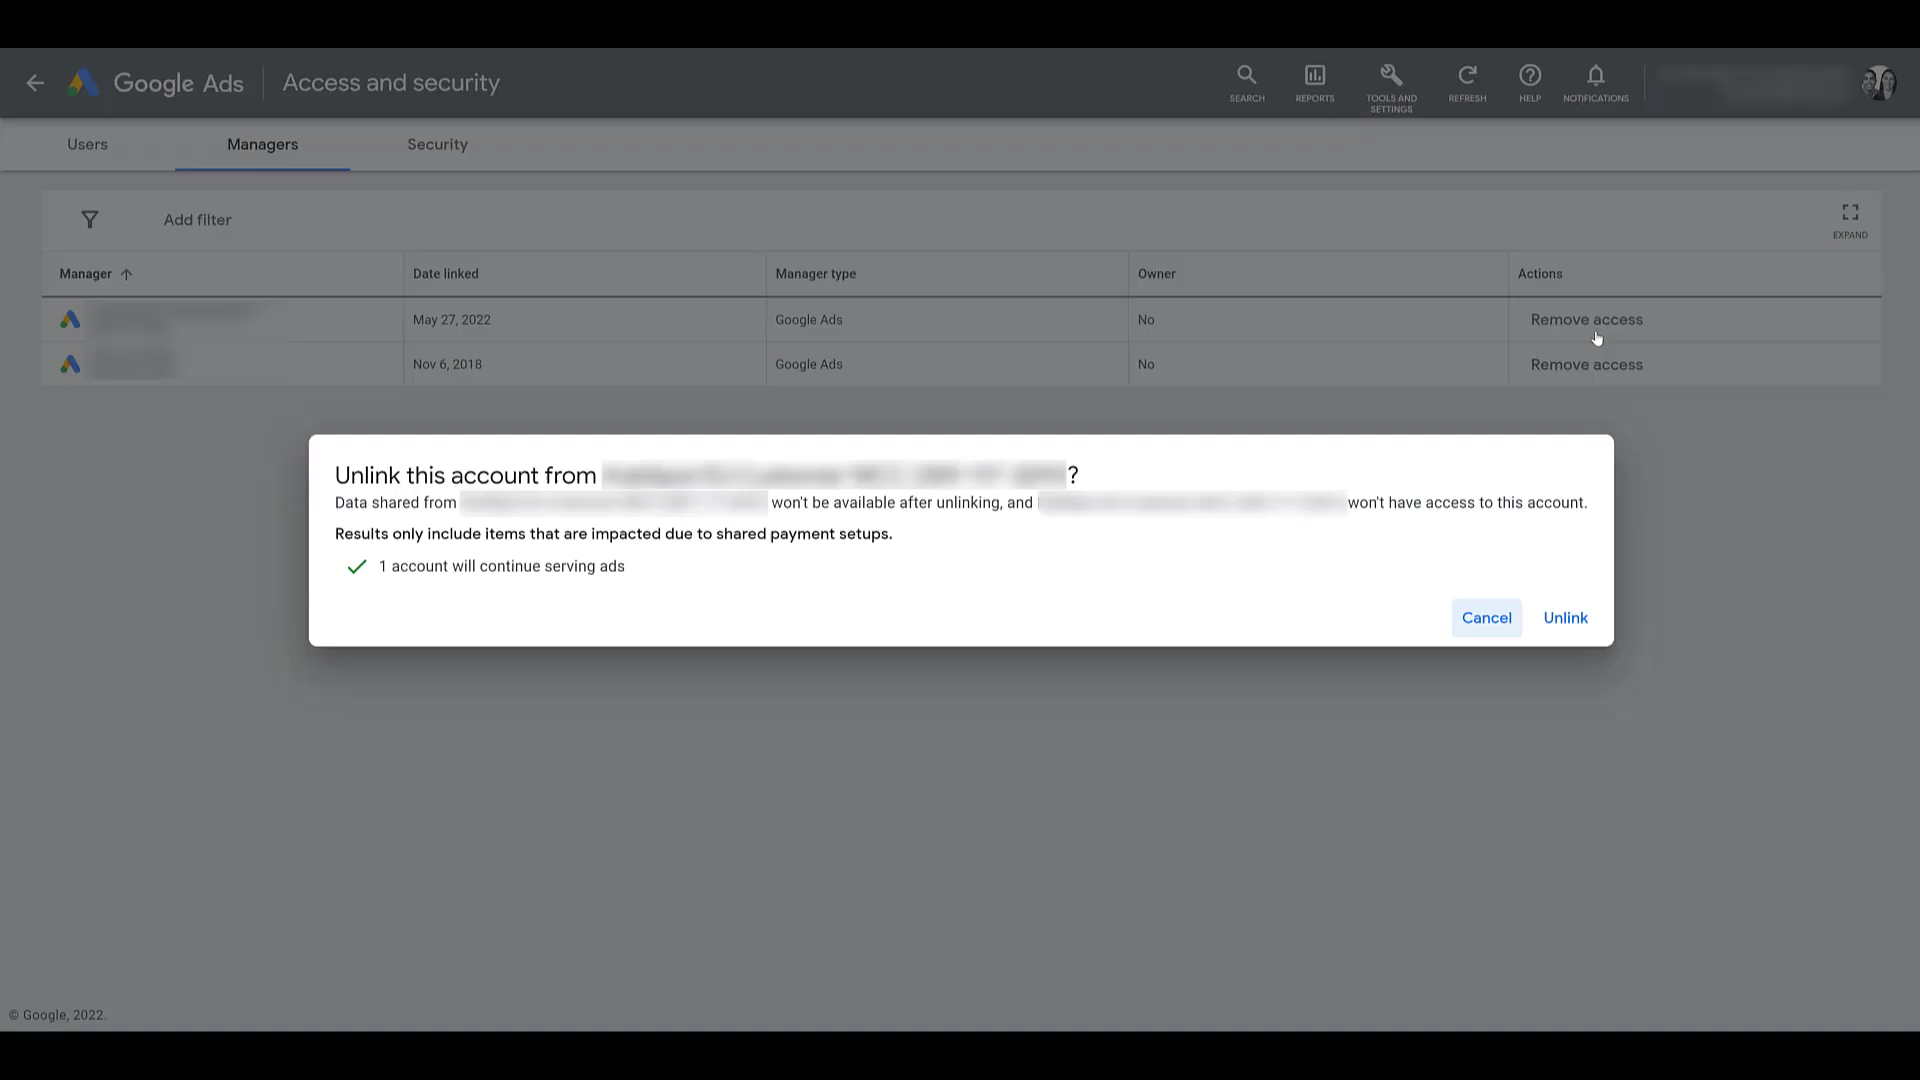 Google Ads
Access and security
SEARCH
REPORTS
TOOLS AND
SETTINGS
REFRESH
HELP
NOTIFICATIONS
Users
Managers
Security
Add filter
EXPAND
Manager
Date linked
Manager type
Owner
Actions
May 27, 2022
Google Ads
No
Remove access
Nov 6, 2018
Google Ads
No
Remove access
Unlink this account from ?
Data shared from won't be available after unlinking, and won't have access to this account.
Results only include items that are impacted due to shared payment setups.
1 account will continue serving ads
Cancel
Unlink
© Google, 2022.